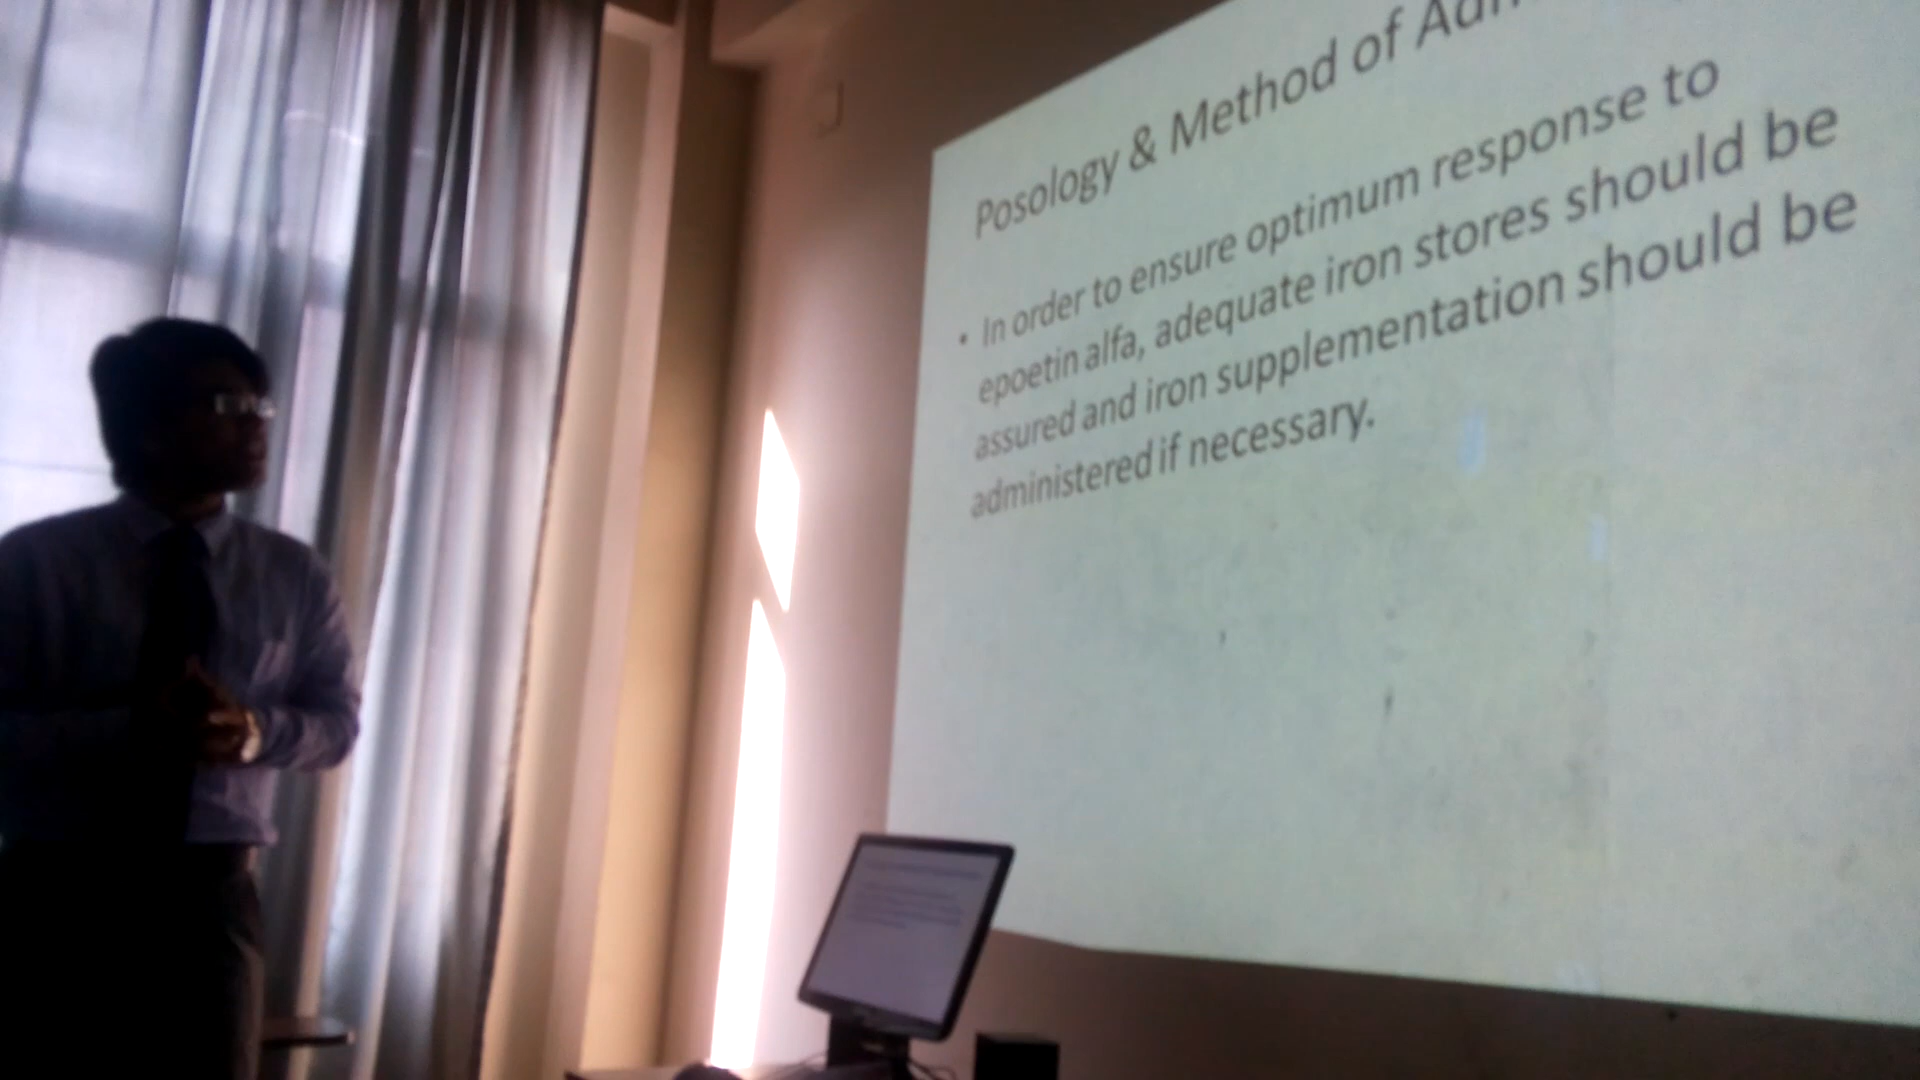 Posology & Method of Adm
• In order to ensure optimum response to
epoetin alfa, adequate iron stores should be
assured and iron supplementation should be
administered if necessary.